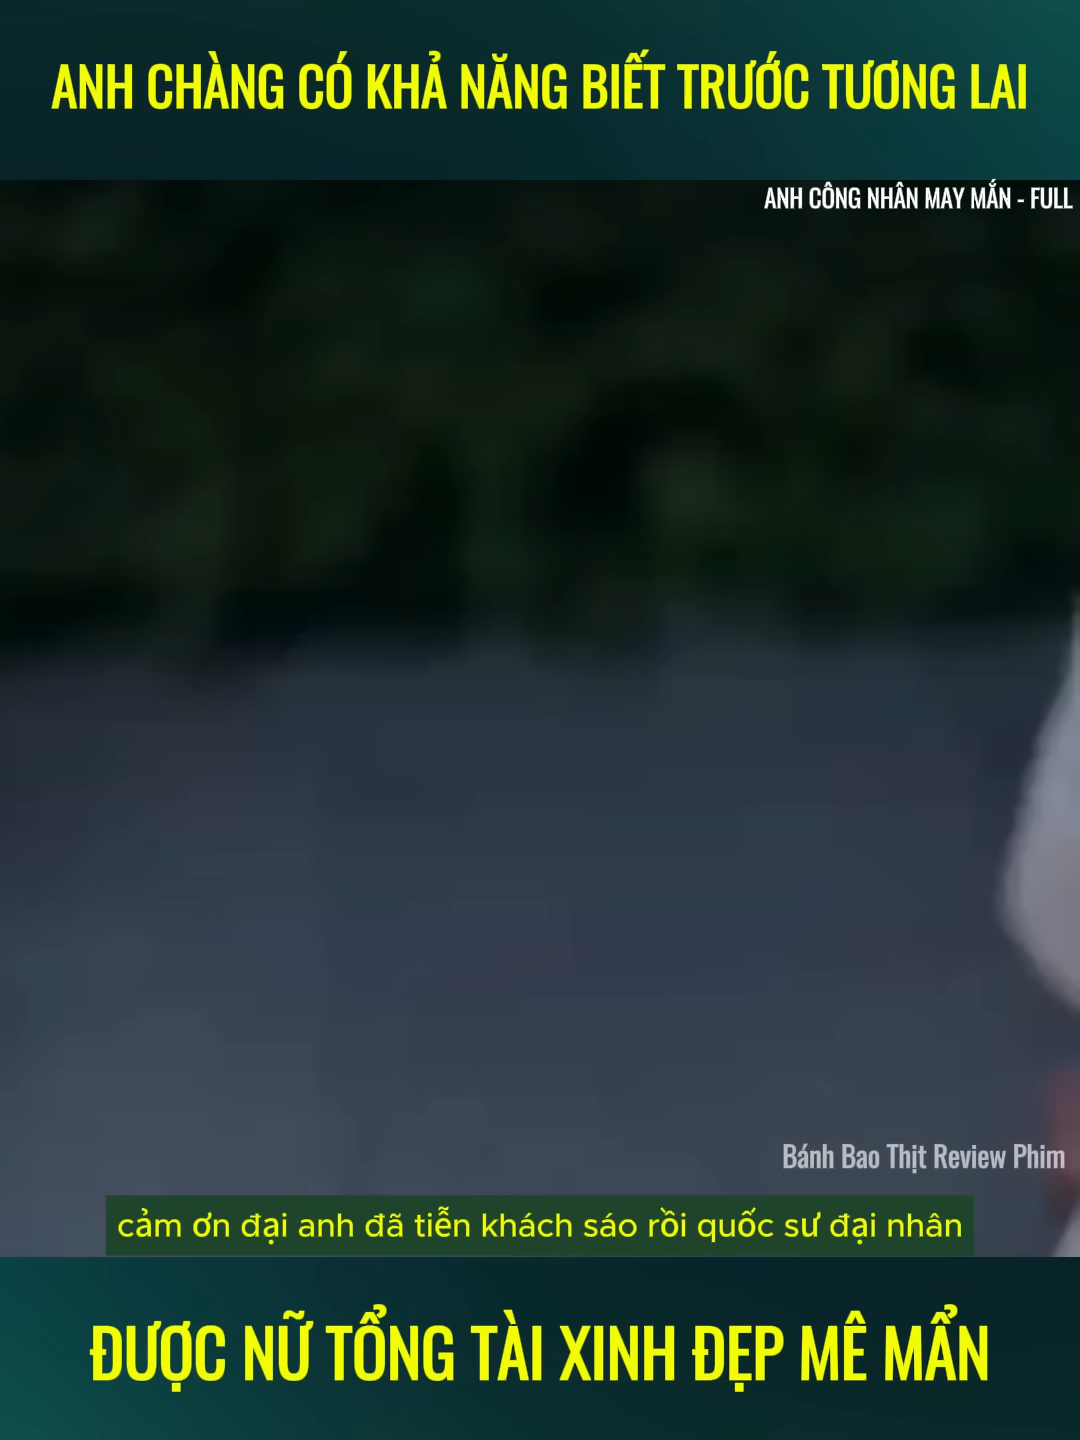 ANH CHÀNG CÓ KHẢ NĂNG BIẾT TRƯỚC TƯƠNG LAI
ANH CÔNG NHÂN MAY MẮN - FULL
Bánh Bao Thịt Review Phim
cảm ơn đại anh đã tiễn khách sáo rồi quốc sư đại nhân
ĐƯỢC NỮ TỔNG TÀI XINH ĐẸP MÊ MẨN